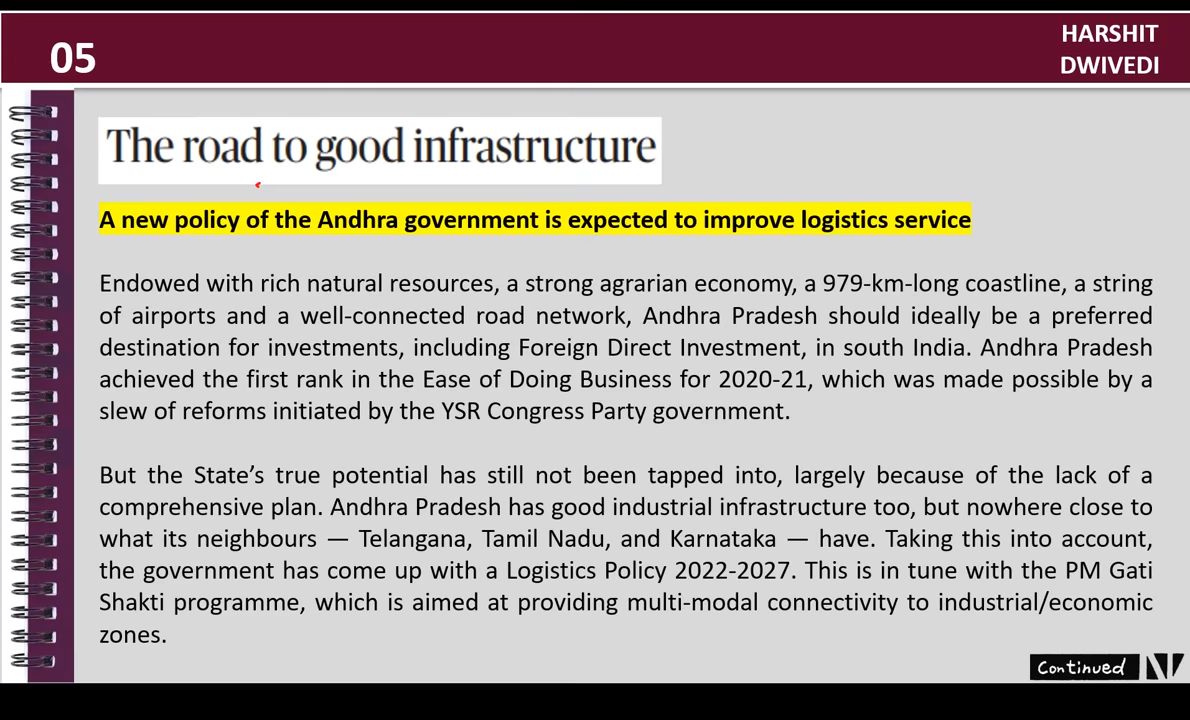 05
HARSHIT
DWIVEDI
The road to good infrastructure
A new policy of the Andhra government is expected to improve logistics service
Endowed with rich natural resources, a strong agrarian economy, a 979-km-long coastline, a string
of airports and a well-connected road network, Andhra Pradesh should ideally be a preferred
destination for investments, including Foreign Direct Investment, in south India. Andhra Pradesh
achieved the first rank in the Ease of Doing Business for 2020-21, which was made possible by a
slew of reforms initiated by the YSR Congress Party government.
But the State’s true potential has still not been tapped into, largely because of the lack of a
comprehensive plan. Andhra Pradesh has good industrial infrastructure too, but nowhere close to
what its neighbours — Telangana, Tamil Nadu, and Karnataka — have. Taking this into account,
the government has come up with a Logistics Policy 2022-2027. This is in tune with the PM Gati
Shakti programme, which is aimed at providing multi-modal connectivity to industrial/economic
zones.
Continued